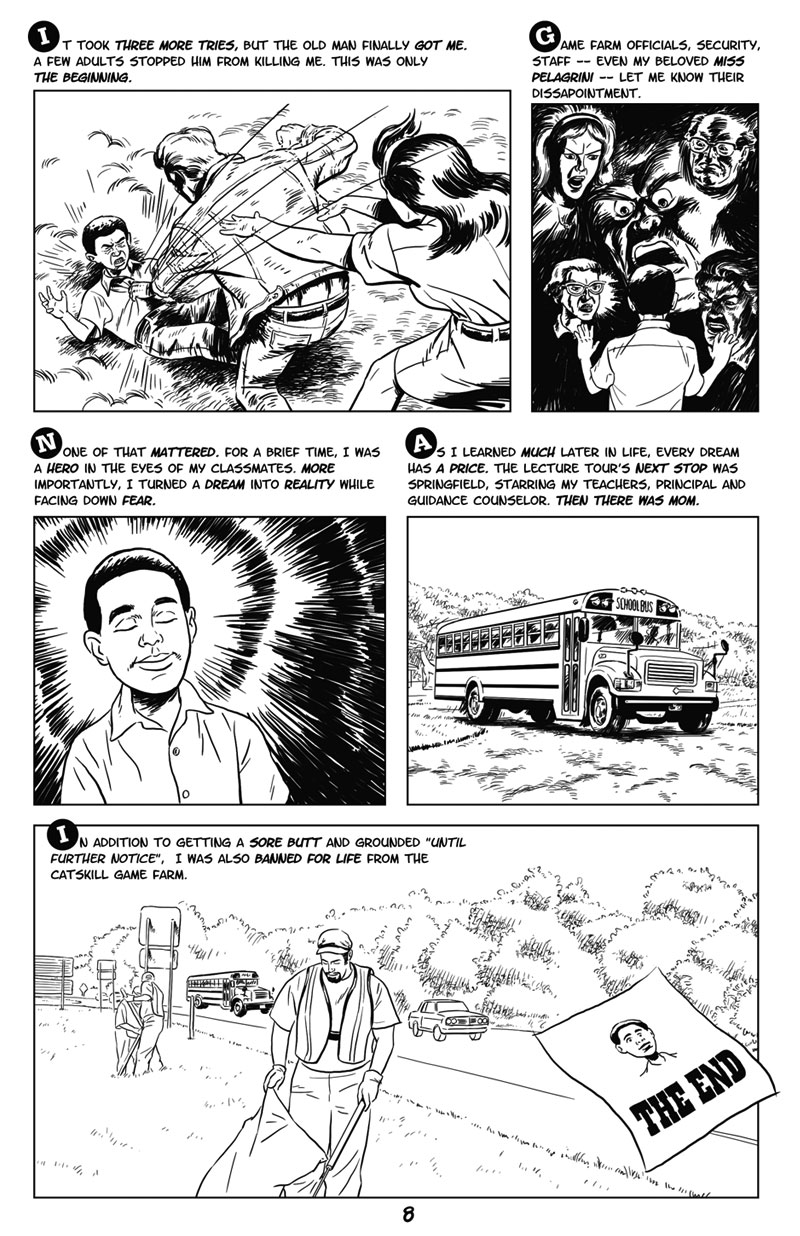 IT TOOK THREE MORE TRIES, BUT THE OLD MAN FINALLY GOT ME.
A FEW ADULTS STOPPED HIM FROM KILLING ME. THIS WAS ONLY
THE BEGINNING.
GAME FARM OFFICIALS, SECURITY,
STAFF -- EVEN MY BELOVED MISS
PELAGRINI -- LET ME KNOW THEIR
DISSAPOINTMENT.
NONE OF THAT MATTERED. FOR A BRIEF TIME, I WAS
A HERO IN THE EYES OF MY CLASSMATES. MORE
IMPORTANTLY, I TURNED A DREAM INTO REALITY WHILE
FACING DOWN FEAR.
AS I LEARNED MUCH LATER IN LIFE, EVERY DREAM
HAS A PRICE. THE LECTURE TOUR'S NEXT STOP WAS
SPRINGFIELD, STARRING MY TEACHERS, PRINCIPAL AND
GUIDANCE COUNSELOR. THEN THERE WAS MOM.
SCHOOL BUS
IN ADDITION TO GETTING A SORE BUTT AND GROUNDED "UNTIL
FURTHER NOTICE", I WAS ALSO BANNED FOR LIFE FROM THE
CATSKILL GAME FARM.
THE END
8